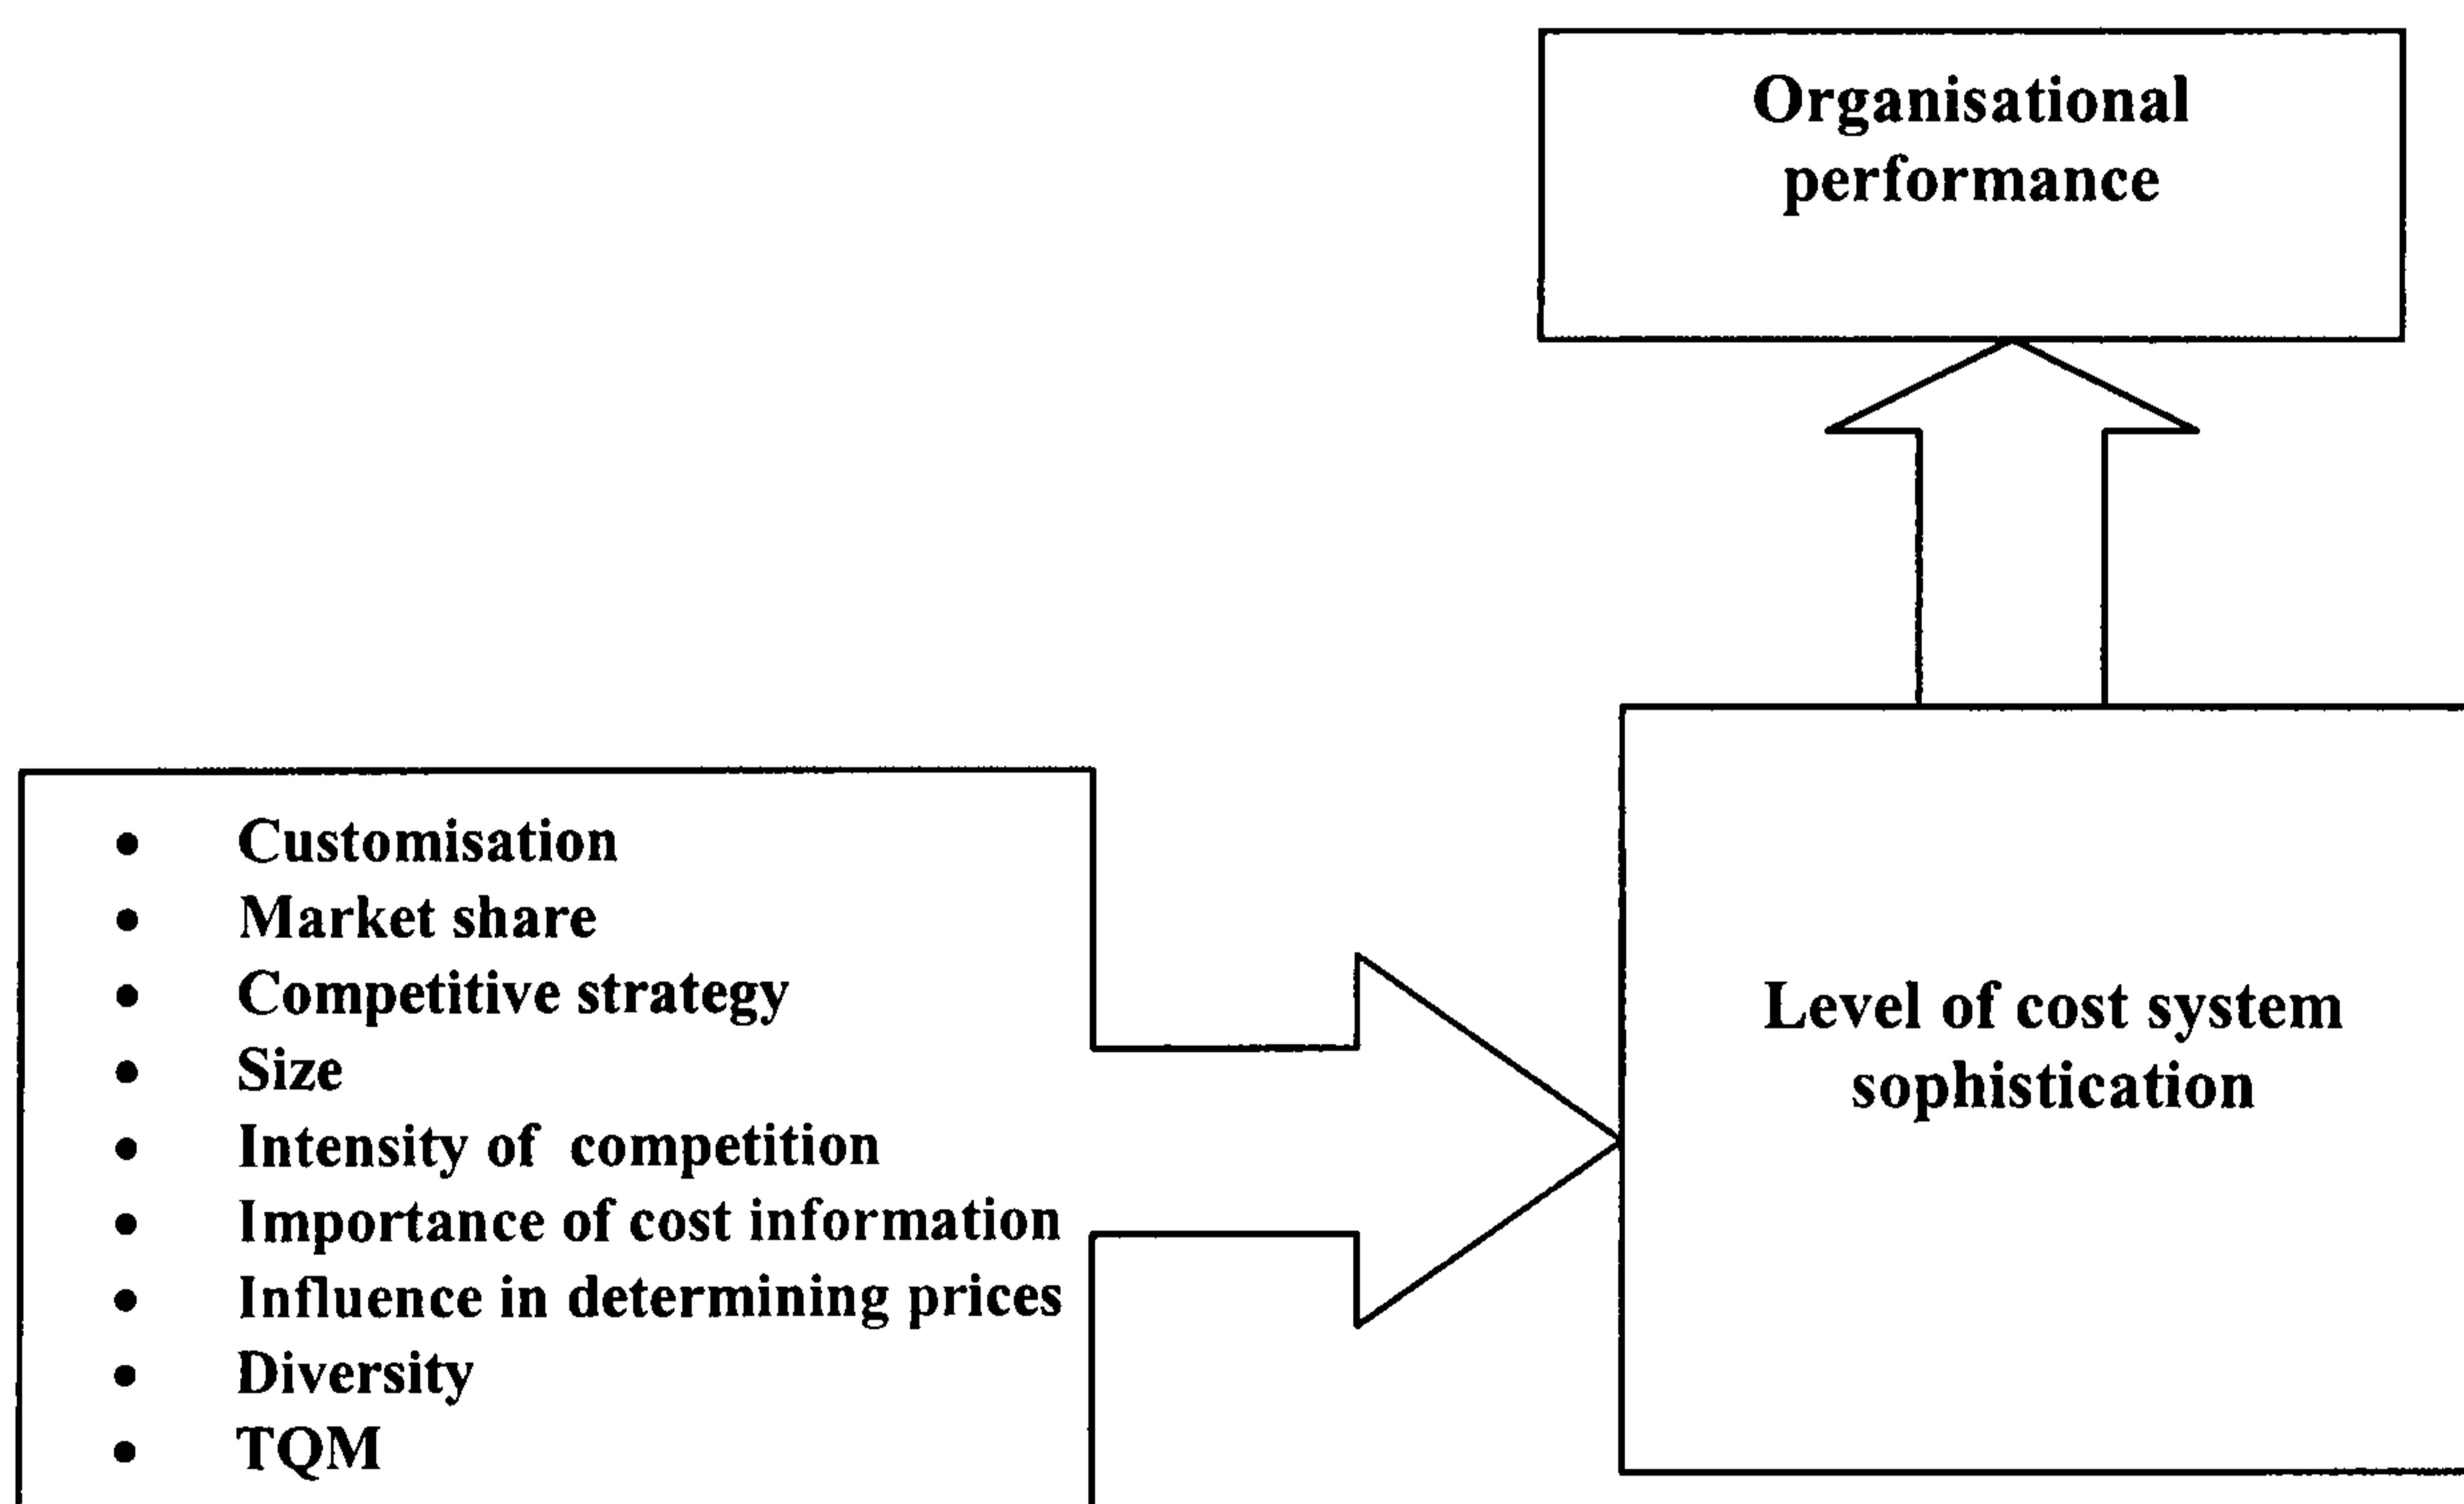 Organisational
performance
• Customisation
• Market share
• Competitive strategy
• Size
• Intensity of competition
• Importance of cost information
• Influence in determining prices
• Diversity
• TQM
Level of cost system
sophistication